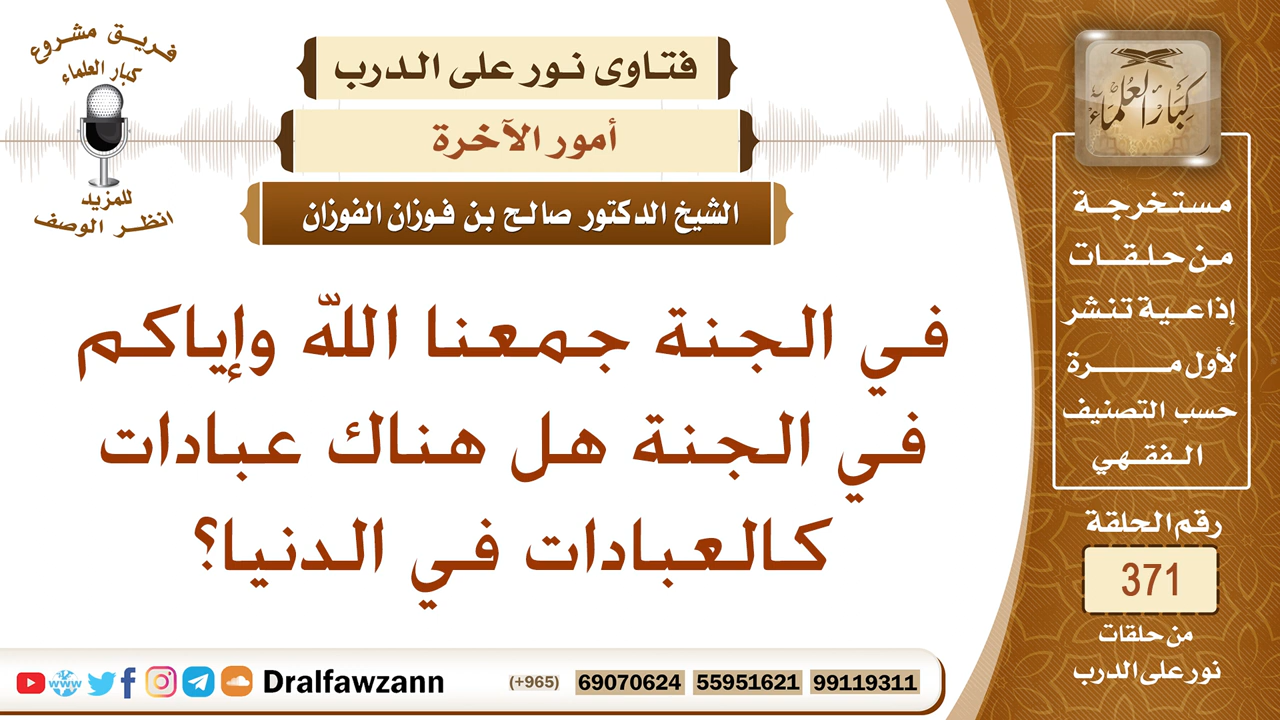 فريق مشروع
كبار العلماء
للمزيد
انظر الوصف
فتاوى نور على الدرب
أمور الآخرة
الشيخ الدكتور صالح بن فوزان الفوزان
في الجنة جمعنا الله وإياكم
في الجنة هل هناك عبادات
كالعبادات في الدنيا؟
كبار العلماء
مستخرجة
من حلقات
إذاعية تنشر
لأول مرة
حسب التصنيف
الفقهي
رقم الحلقة
371
من حلقات
نور على الدرب
www
Dralfawzann
(+965) 69070624 55951621 99119311